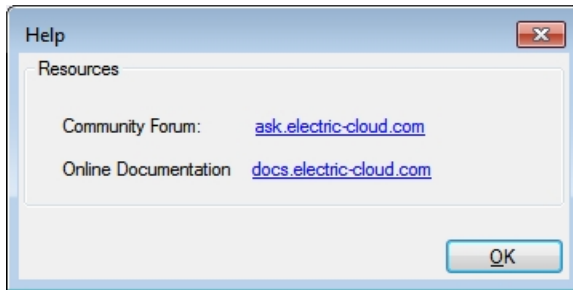 Help
Resources
Community Forum: ask.electric-cloud.com
Online Documentation docs.electric-cloud.com
OK